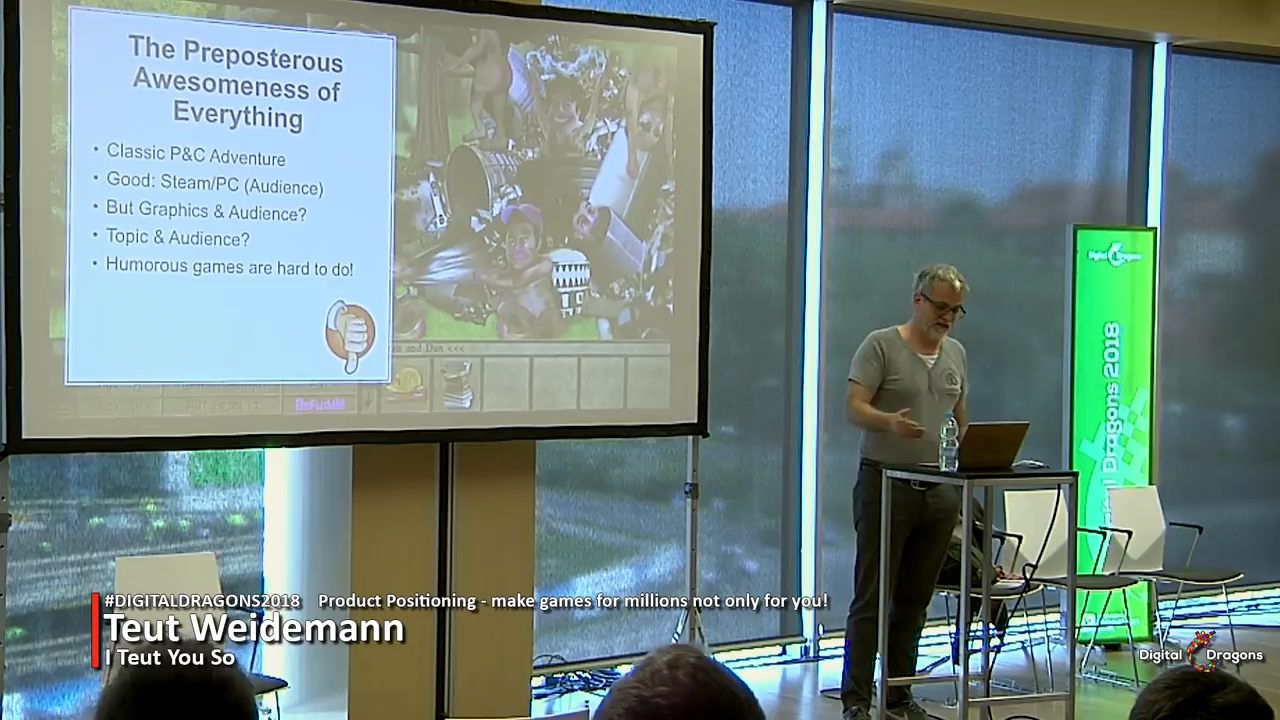 The Preposterous
Awesomeness of
Everything
• Classic P&C Adventure
• Good: Steam/PC (Audience)
• But Graphics & Audience?
• Topic & Audience?
• Humorous games are hard to do!
and Dan <<<
Digital Dragons
Dragons 2018
#DIGITALDRAGONS2018 Product Positioning - make games for millions not only for you!
Teut Weidemann
I Teut You So
Digital Dragons